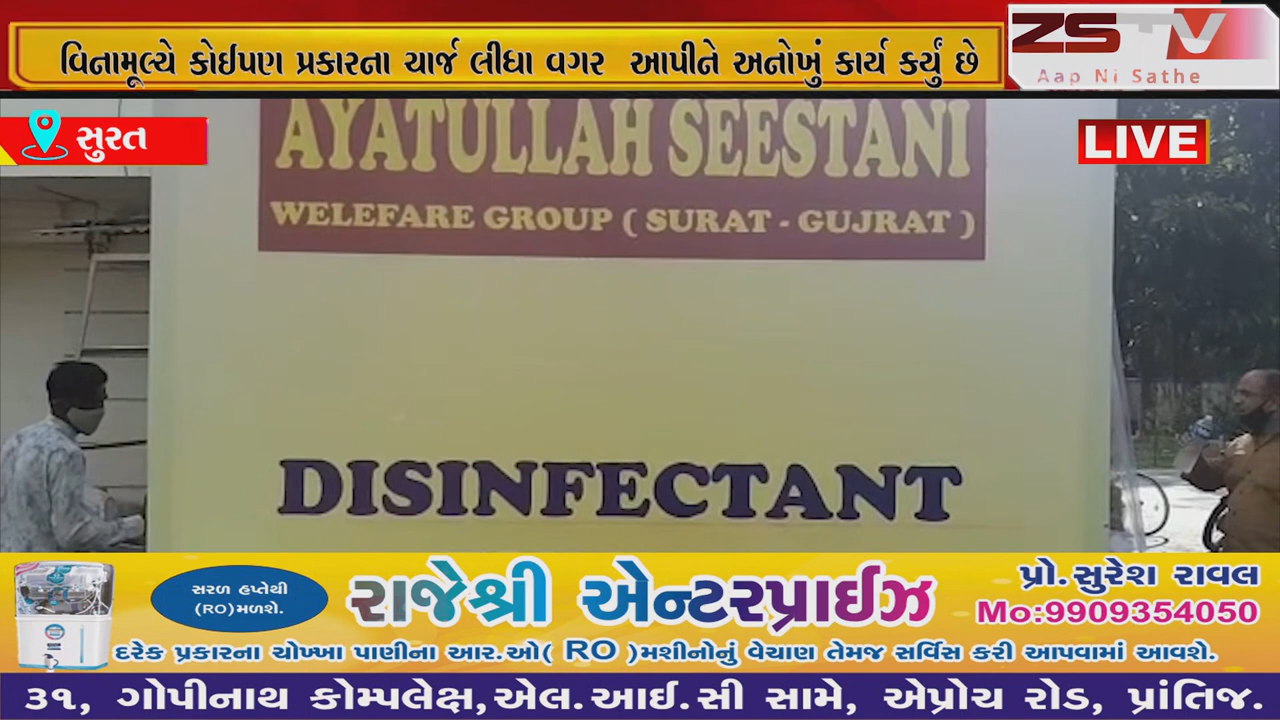 વિનામૂલ્યે કોઈપણ પ્રકારના ચાર્જ લીધા વગર આપીને અનોખું કાર્ય કર્યું છે
ZSTV
Aap Ni Sathe
સુરત
LIVE
AYATULLAH SEESTANI
WELEFARE GROUP ( SURAT - GUJRAT )
DISINFECTANT
સરળ હપ્તેથી
(RO)મળશે.
રાજેશ્રી એન્ટરપ્રાઈઝ
પ્રો.સુરેશ રાવલ
Mo:9909354050
દરેક પ્રકારના ચોખ્ખા પાણીના આર.ઓ( RO )મશીનોનું વેચાણ તેમજ સર્વિસ કરી આપવામાં આવશે.
૩૧, ગોપીનાથ કોમ્પલેક્ષ,એલ.આઈ.સી સામે, એપ્રોચ રોડ, પ્રાંતિજ.